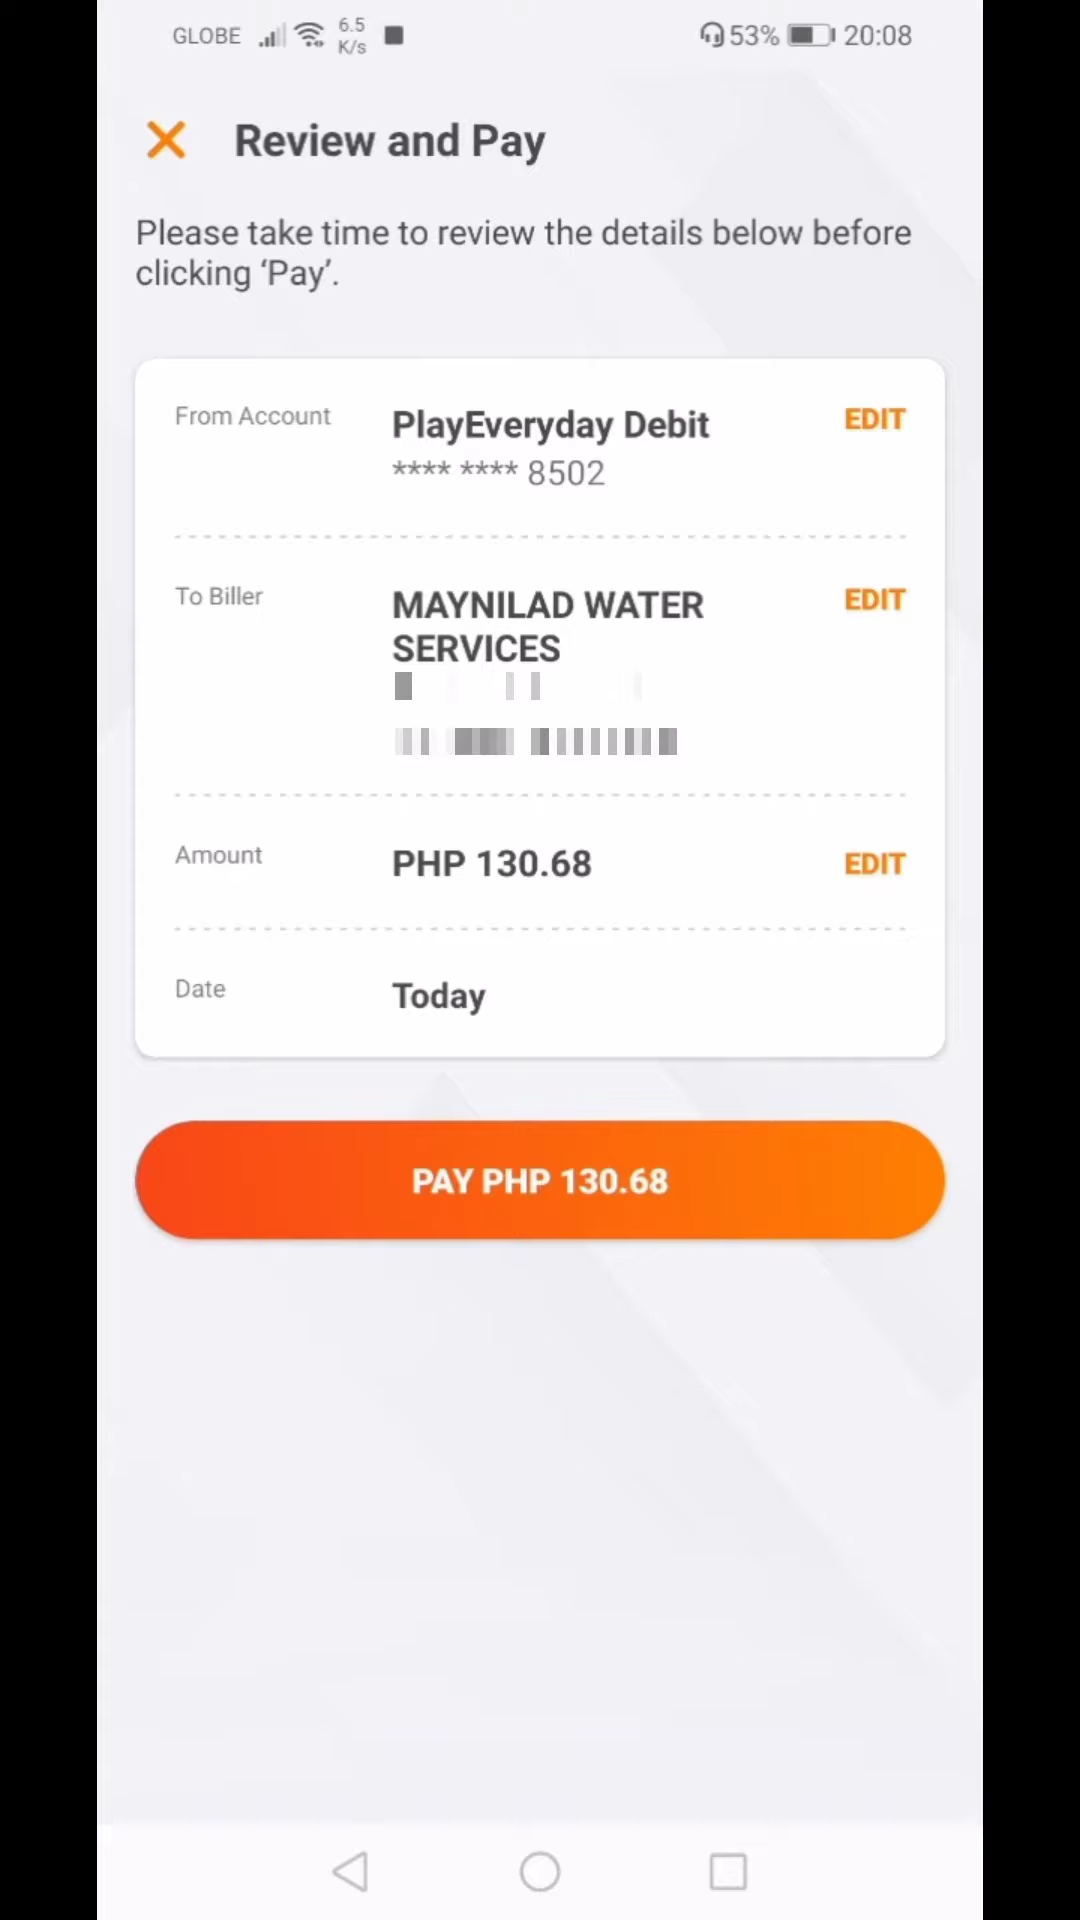 GLOBE 6.5 K/s 53% 20:08
Review and Pay
Please take time to review the details below before
clicking ‘Pay’.
From Account PlayEveryday Debit EDIT
**** **** 8502
To Biller MAYNILAD WATER EDIT
SERVICES
Amount PHP 130.68 EDIT
Date Today
PAY PHP 130.68